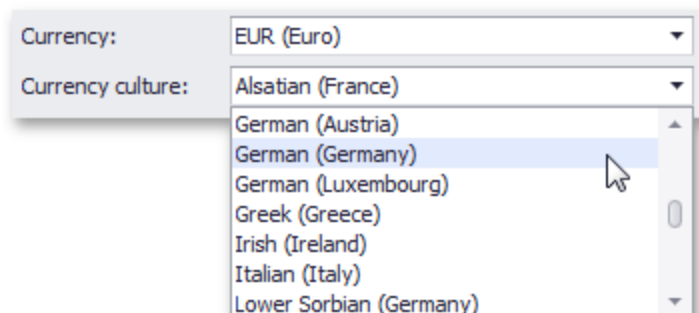 Currency: EUR (Euro)
Currency culture: Alsatian (France)
German (Austria)
German (Germany)
German (Luxembourg)
Greek (Greece)
Irish (Ireland)
Italian (Italy)
Lower Sorbian (Germany)